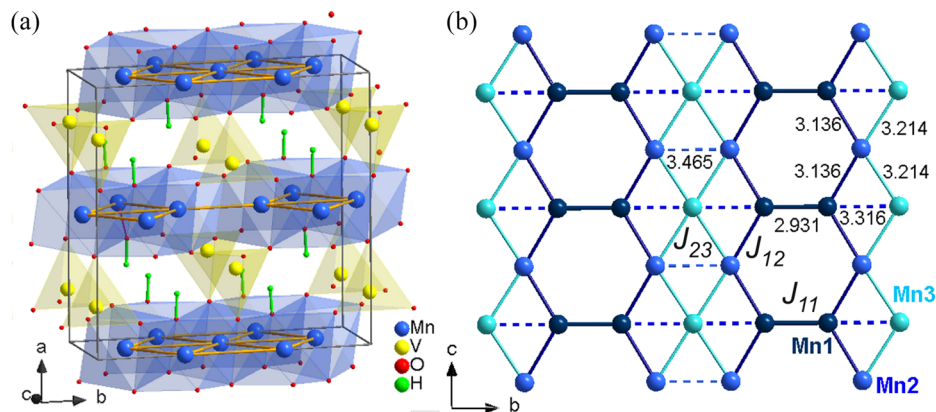 (a)
a
c
b
Mn
V
O
H
(b)
3.136
3.214
3.465
3.136
3.214
2.931
3.316
J23
J12
J11
Mn3
Mn1
Mn2
c
b